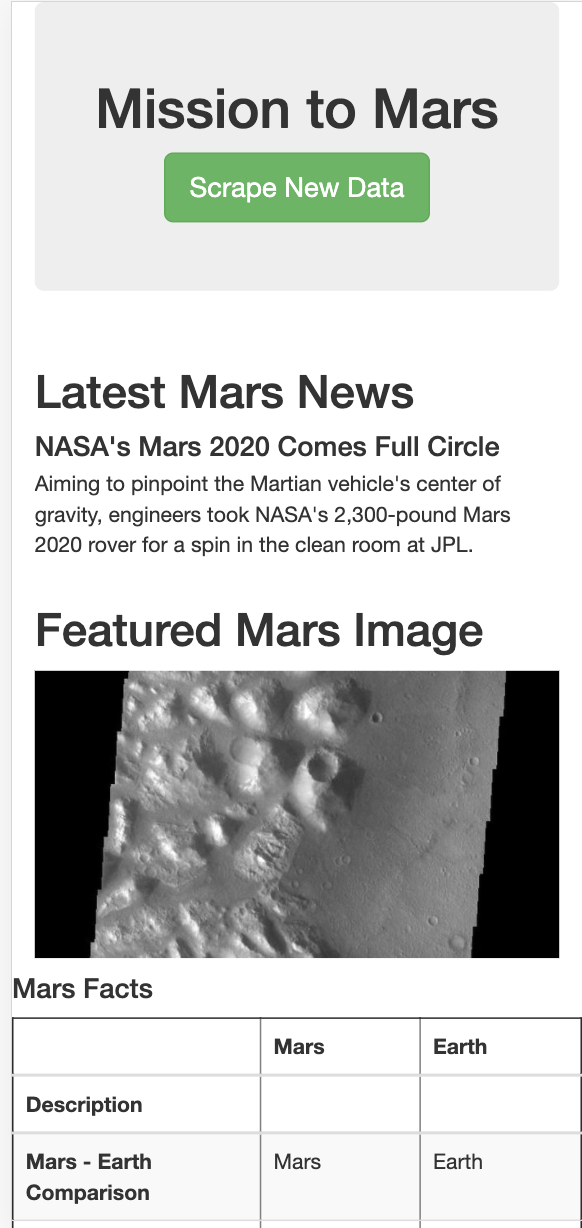 Mission to Mars
Scrape New Data
Latest Mars News
NASA's Mars 2020 Comes Full Circle
Aiming to pinpoint the Martian vehicle's center of
gravity, engineers took NASA's 2,300-pound Mars
2020 rover for a spin in the clean room at JPL.
Featured Mars Image
Mars Facts
Mars Earth
Description
Mars - Earth Mars Earth
Comparison